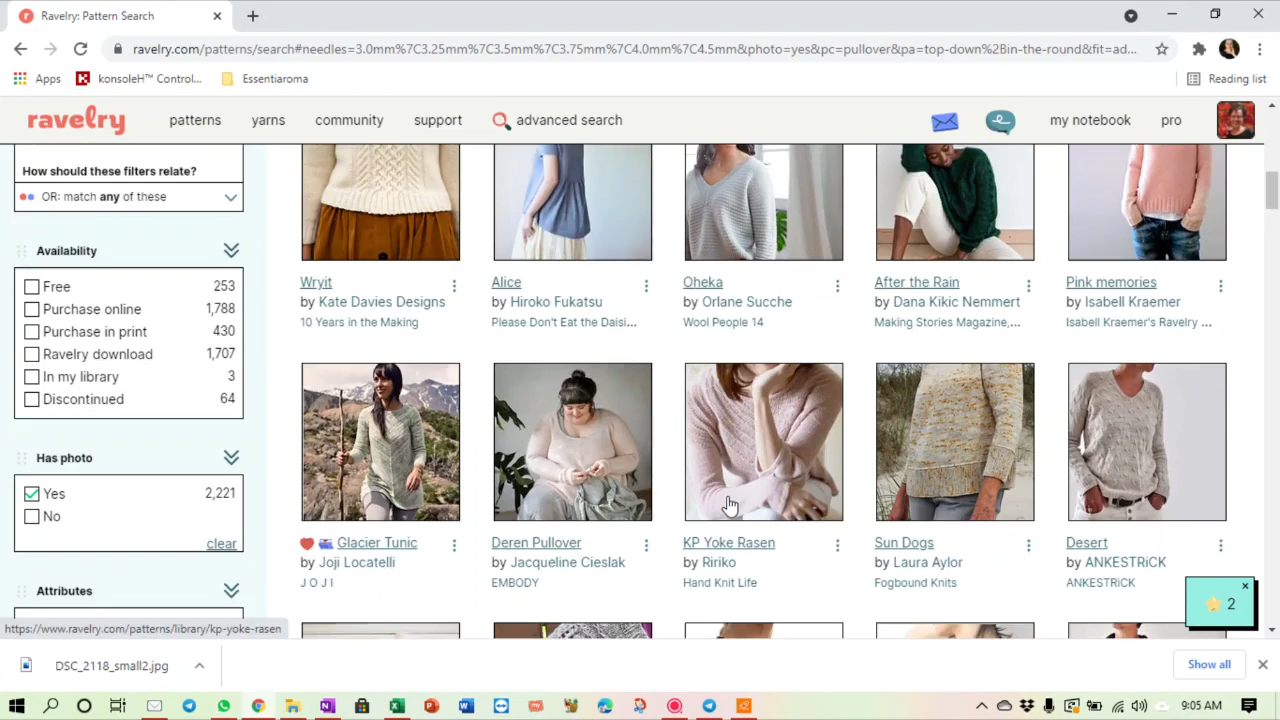 Ravelry: Pattern Search
ravelry.com/patterns/search#needles=3.0mm%7C3.25mm%7C3.5mm%7C3.75mm%7C4.0mm%7C4.5mm&photo=yes&pc=pullover&pa=top-down%2Bin-the-round&fit=ad...
Apps
konsoleH™ Control...
Essentiaroma
Reading list
ravelry
patterns
yarns
community
support
advanced search
my notebook
pro
How should these filters relate?
OR: match any of these
Availability
Free 253
Purchase online 1,788
Purchase in print 430
Ravelry download 1,707
In my library 3
Discontinued 64
Has photo
Yes 2,221
No
clear
Attributes
Wryit
by Kate Davies Designs
10 Years in the Making
Alice
by Hiroko Fukatsu
Please Don't Eat the Daisi...
Oheka
by Orlane Sucche
Wool People 14
After the Rain
by Dana Kikic Nemmert
Making Stories Magazine,...
Pink memories
by Isabell Kraemer
Isabell Kraemer's Ravelry ...
Glacier Tunic
by Joji Locatelli
J O J I
Deren Pullover
by Jacqueline Cieslak
EMBODY
KP Yoke Rasen
by Ririko
Hand Knit Life
Sun Dogs
by Laura Aylor
Fogbound Knits
Desert
by ANKESTRiCK
ANKESTRiCK
2
https://www.ravelry.com/patterns/library/kp-yoke-rasen
DSC_2118_small2.jpg
Show all
9:05 AM